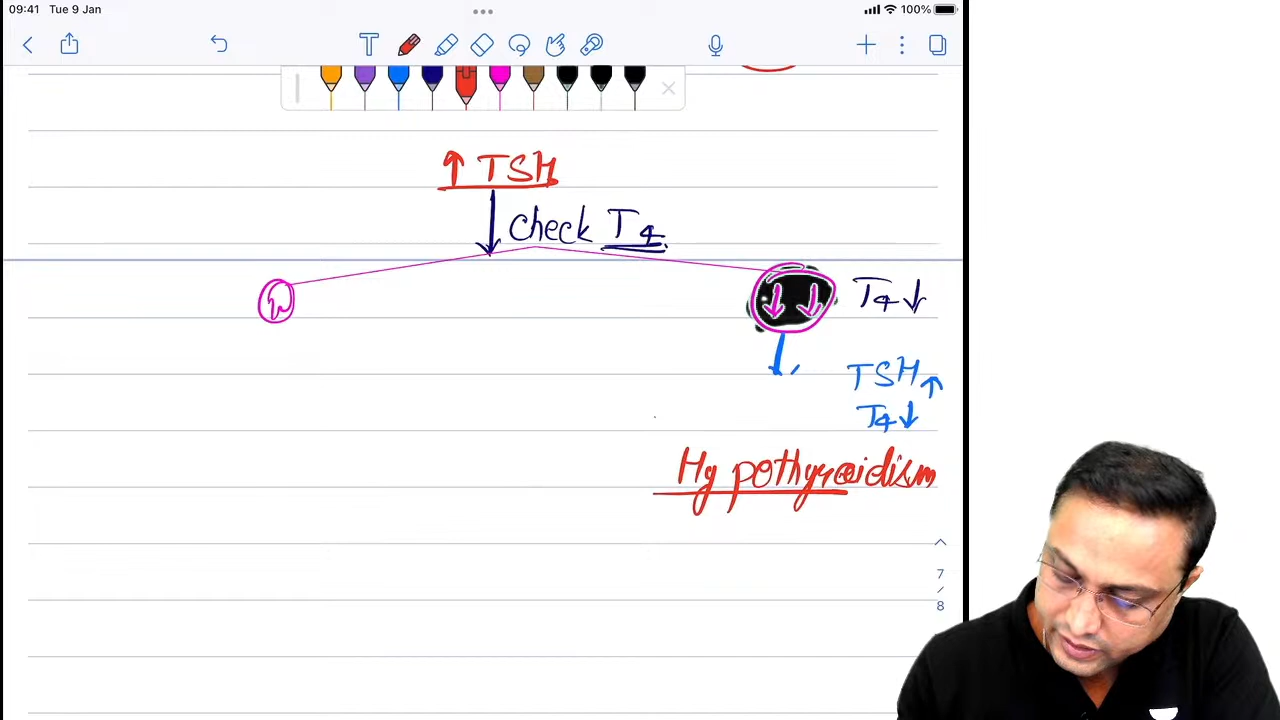 09:41 Tue 9 Jan
100%
T
↑ TSH
Check T4
N
↓ ↓ T4↓
TSH↑
T4↓
Hypothyroidism
7
/
8